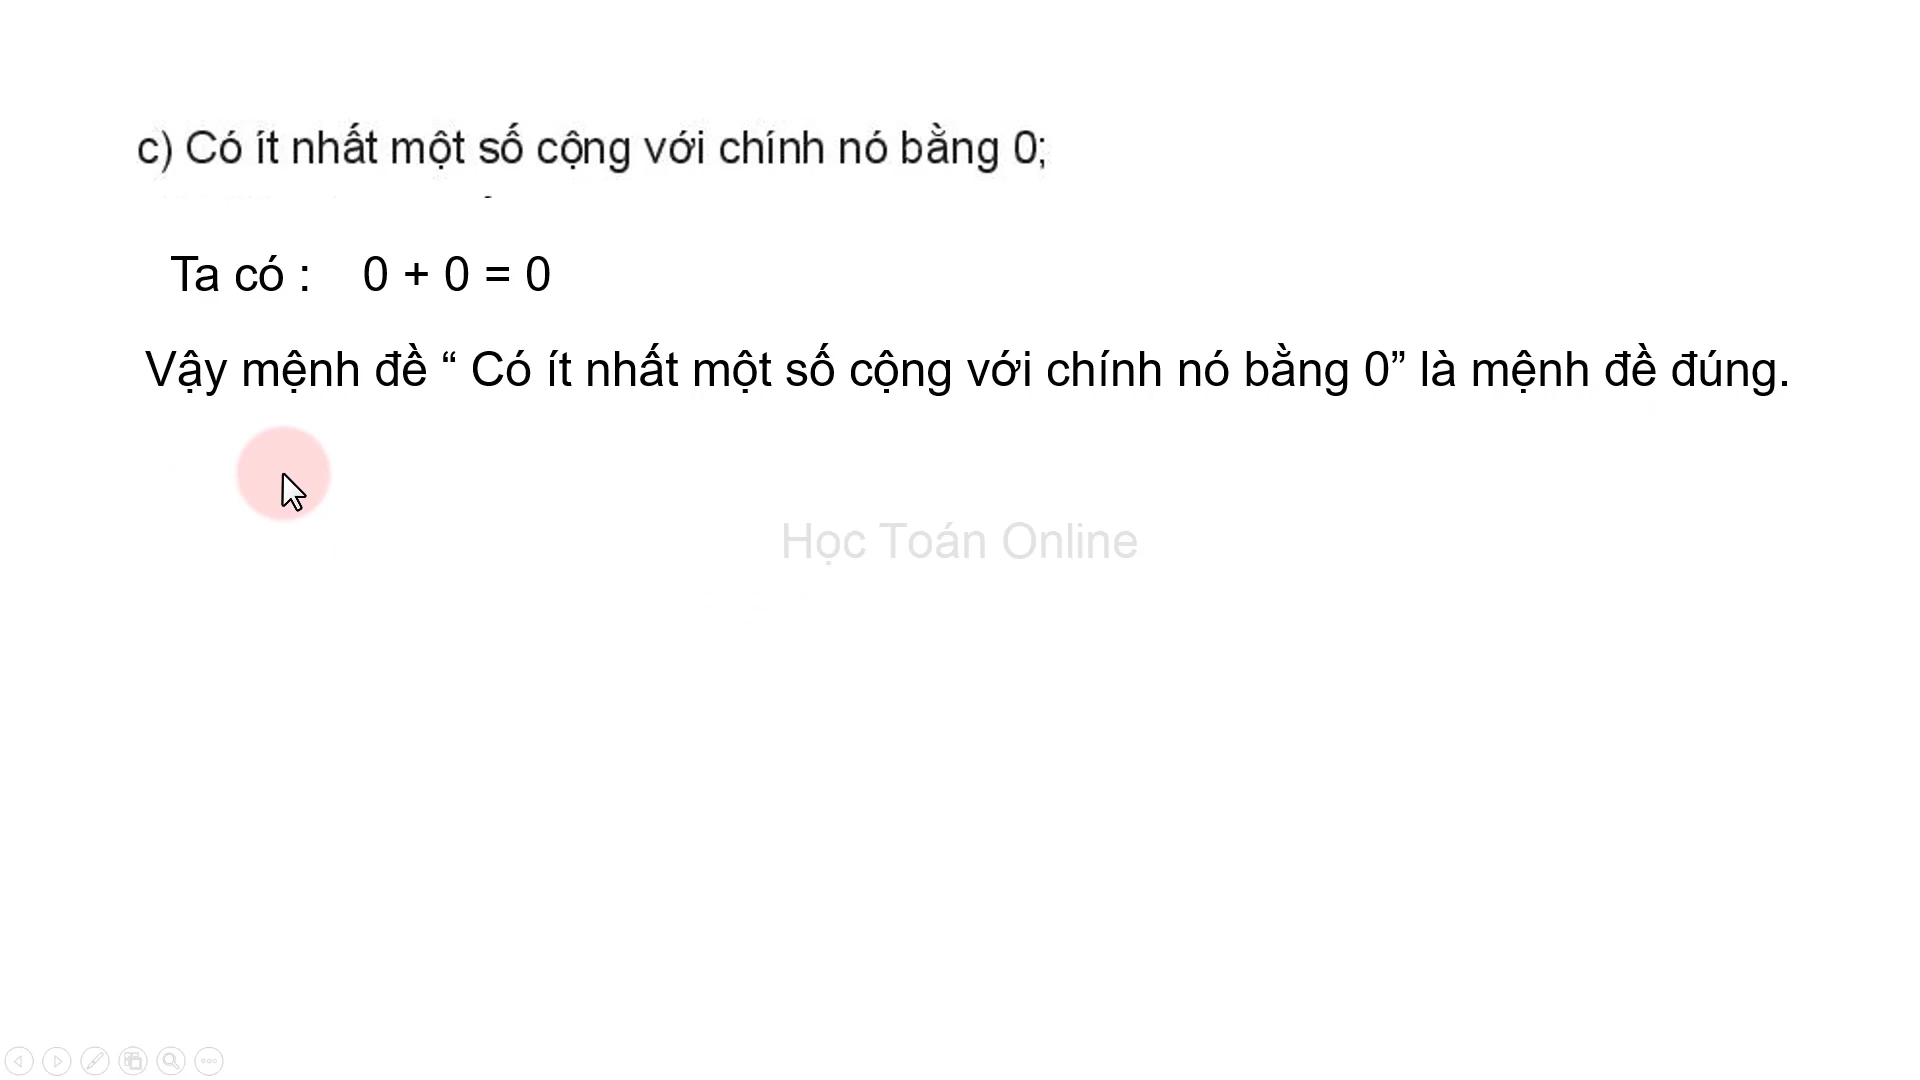 c) Có ít nhất một số cộng với chính nó bằng 0;
Ta có : 0 + 0 = 0
Vậy mệnh đề “ Có ít nhất một số cộng với chính nó bằng 0” là mệnh đề đúng.
Học Toán Online